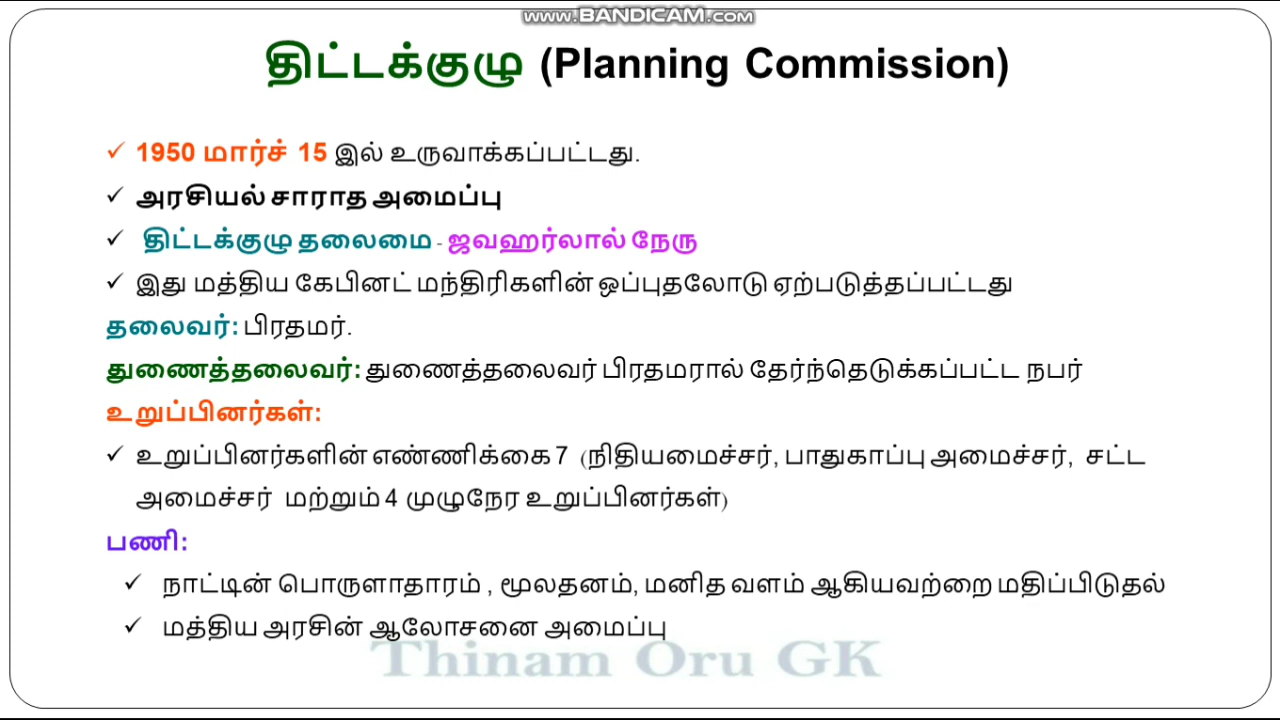 www.BANDICAM.com
திட்டக்குழு (Planning Commission)
✓ 1950 மார்ச் 15 இல் உருவாக்கப்பட்டது.
✓ அரசியல் சாராத அமைப்பு
✓ திட்டக்குழு தலைமை - ஜவஹர்லால் நேரு
✓ இது மத்திய கேபினட் மந்திரிகளின் ஒப்புதலோடு ஏற்படுத்தப்பட்டது
தலைவர்: பிரதமர்.
துணைத்தலைவர்: துணைத்தலைவர் பிரதமரால் தேர்ந்தெடுக்கப்பட்ட நபர்
உறுப்பினர்கள்:
✓ உறுப்பினர்களின் எண்ணிக்கை 7 (நிதியமைச்சர், பாதுகாப்பு அமைச்சர், சட்ட
அமைச்சர் மற்றும் 4 முழுநேர உறுப்பினர்கள்)
பணி:
✓ நாட்டின் பொருளாதாரம் , மூலதனம், மனித வளம் ஆகியவற்றை மதிப்பிடுதல்
✓ மத்திய அரசின் ஆலோசனை அமைப்பு
Thinam Oru GK